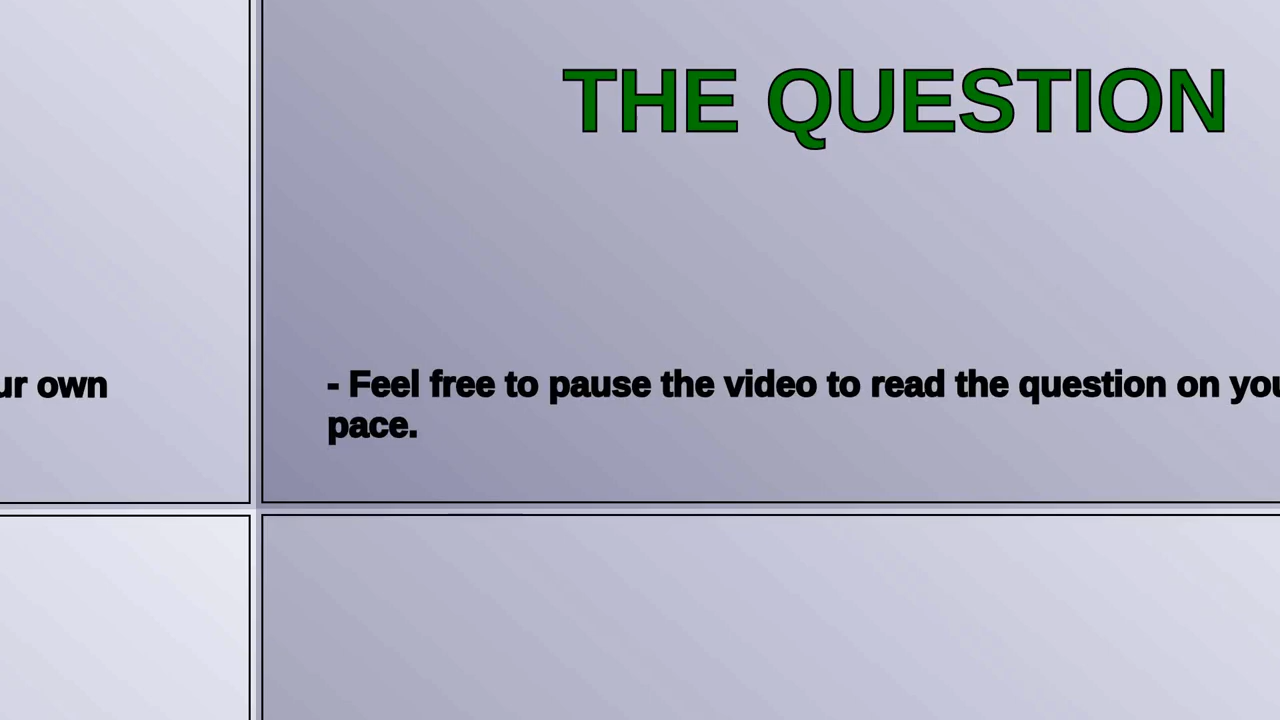 THE QUESTION
ur own
- Feel free to pause the video to read the question on you
pace.